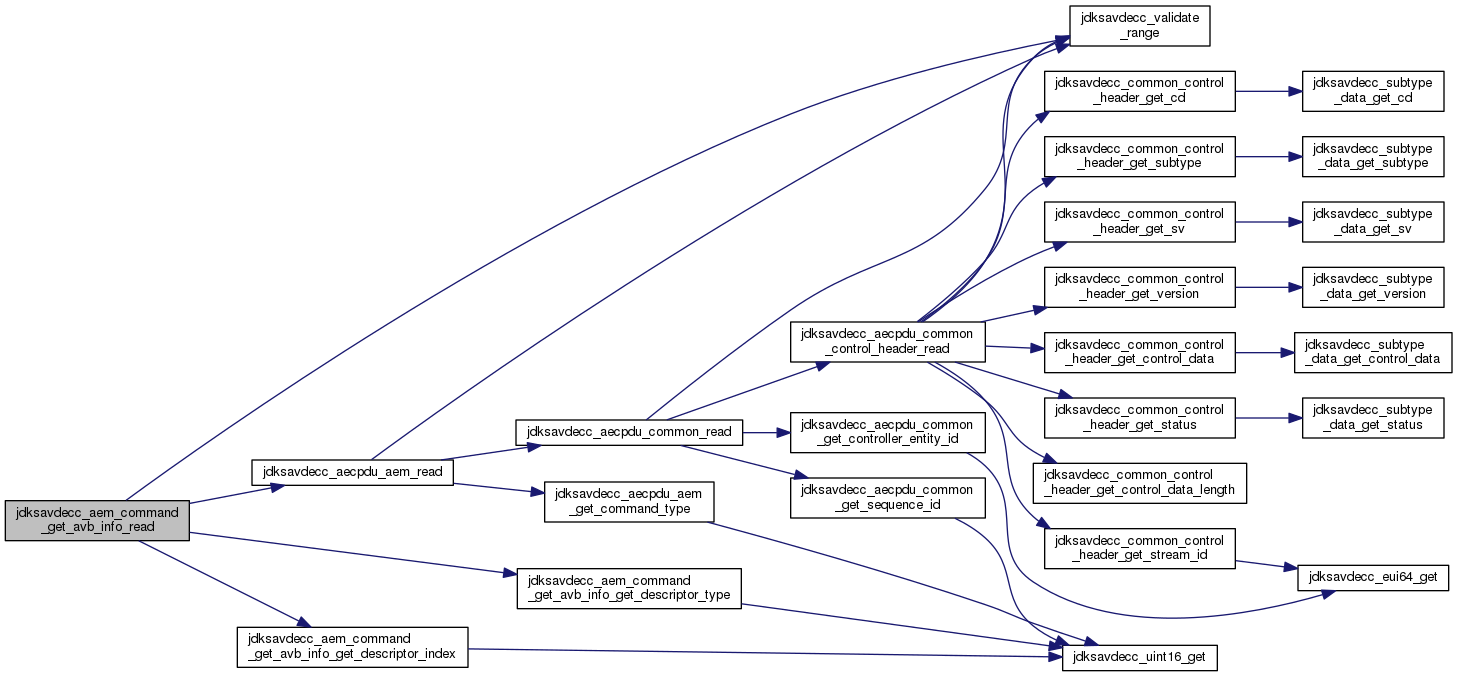 jdksavdecc_aem_command
_get_avb_info_read
jdksavdecc_aecpdu_aem_read
jdksavdecc_aem_command
_get_avb_info_get_descriptor_index
jdksavdecc_aecpdu_common_read
jdksavdecc_aecpdu_aem
_get_command_type
jdksavdecc_aem_command
_get_avb_info_get_descriptor_type
jdksavdecc_aecpdu_common
_control_header_read
jdksavdecc_aecpdu_common
_get_controller_entity_id
jdksavdecc_aecpdu_common
_get_sequence_id
jdksavdecc_validate
_range
jdksavdecc_common_control
_header_get_cd
jdksavdecc_common_control
_header_get_subtype
jdksavdecc_common_control
_header_get_sv
jdksavdecc_common_control
_header_get_version
jdksavdecc_common_control
_header_get_control_data
jdksavdecc_common_control
_header_get_status
jdksavdecc_common_control
_header_get_control_data_length
jdksavdecc_common_control
_header_get_stream_id
jdksavdecc_uint16_get
jdksavdecc_subtype
_data_get_cd
jdksavdecc_subtype
_data_get_subtype
jdksavdecc_subtype
_data_get_sv
jdksavdecc_subtype
_data_get_version
jdksavdecc_subtype
_data_get_control_data
jdksavdecc_subtype
_data_get_status
jdksavdecc_eui64_get